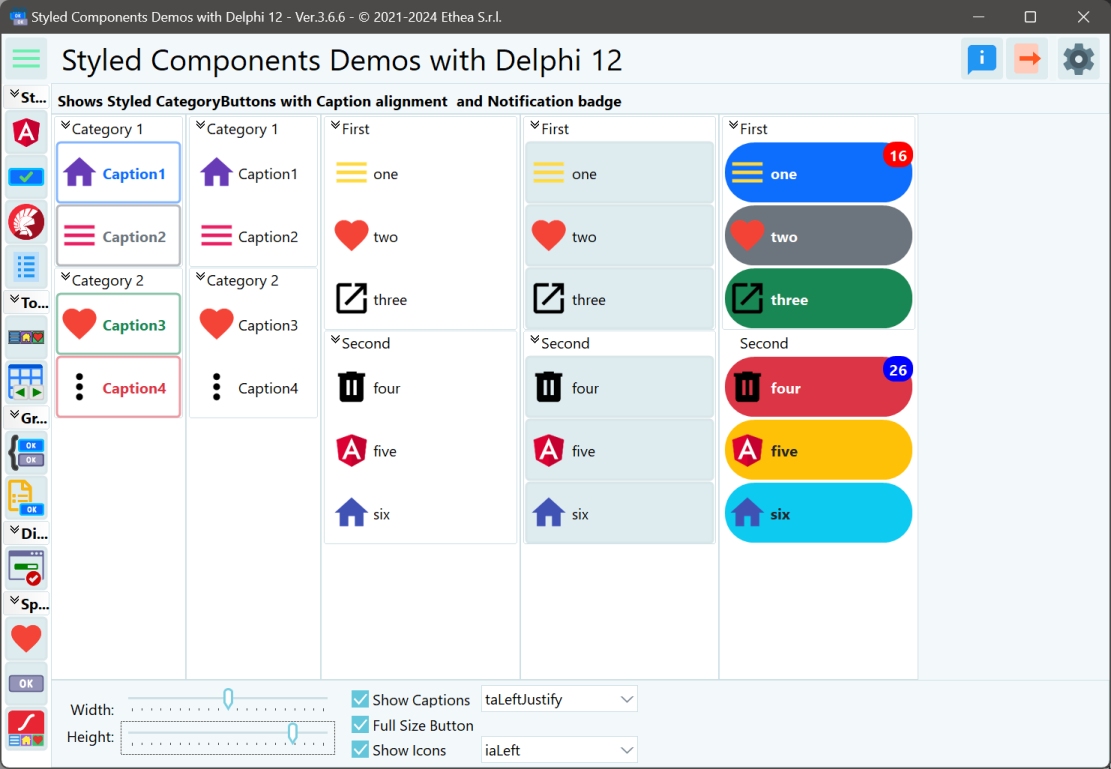 Styled Components Demos with Delphi 12 - Ver.3.6.6 - © 2021-2024 Ethea S.r.l.
Styled Components Demos with Delphi 12
Shows Styled CategoryButtons with Caption alignment and Notification badge
St...
To...
OK
OK
Gr...
OK
Di...
Sp...
OK
Category 1
Caption1
Caption2
Category 2
Caption3
Caption4
Category 1
Caption1
Caption2
Category 2
Caption3
Caption4
First
one
two
three
Second
four
five
six
First
one
two
three
Second
four
five
six
First
one
16
two
three
Second
four
26
five
six
Width:
Height:
Show Captions
taLeftJustify
Full Size Button
Show Icons
iaLeft